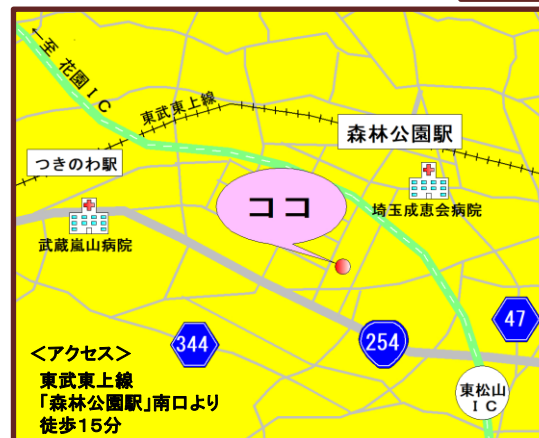 ←至 花園IC
東武東上線
森林公園駅
つきのわ駅
ココ
埼玉成恵会病院
武蔵嵐山病院
47
344
254
<アクセス>
東武東上線
「森林公園駅」南口より
徒歩15分
東松山
IC